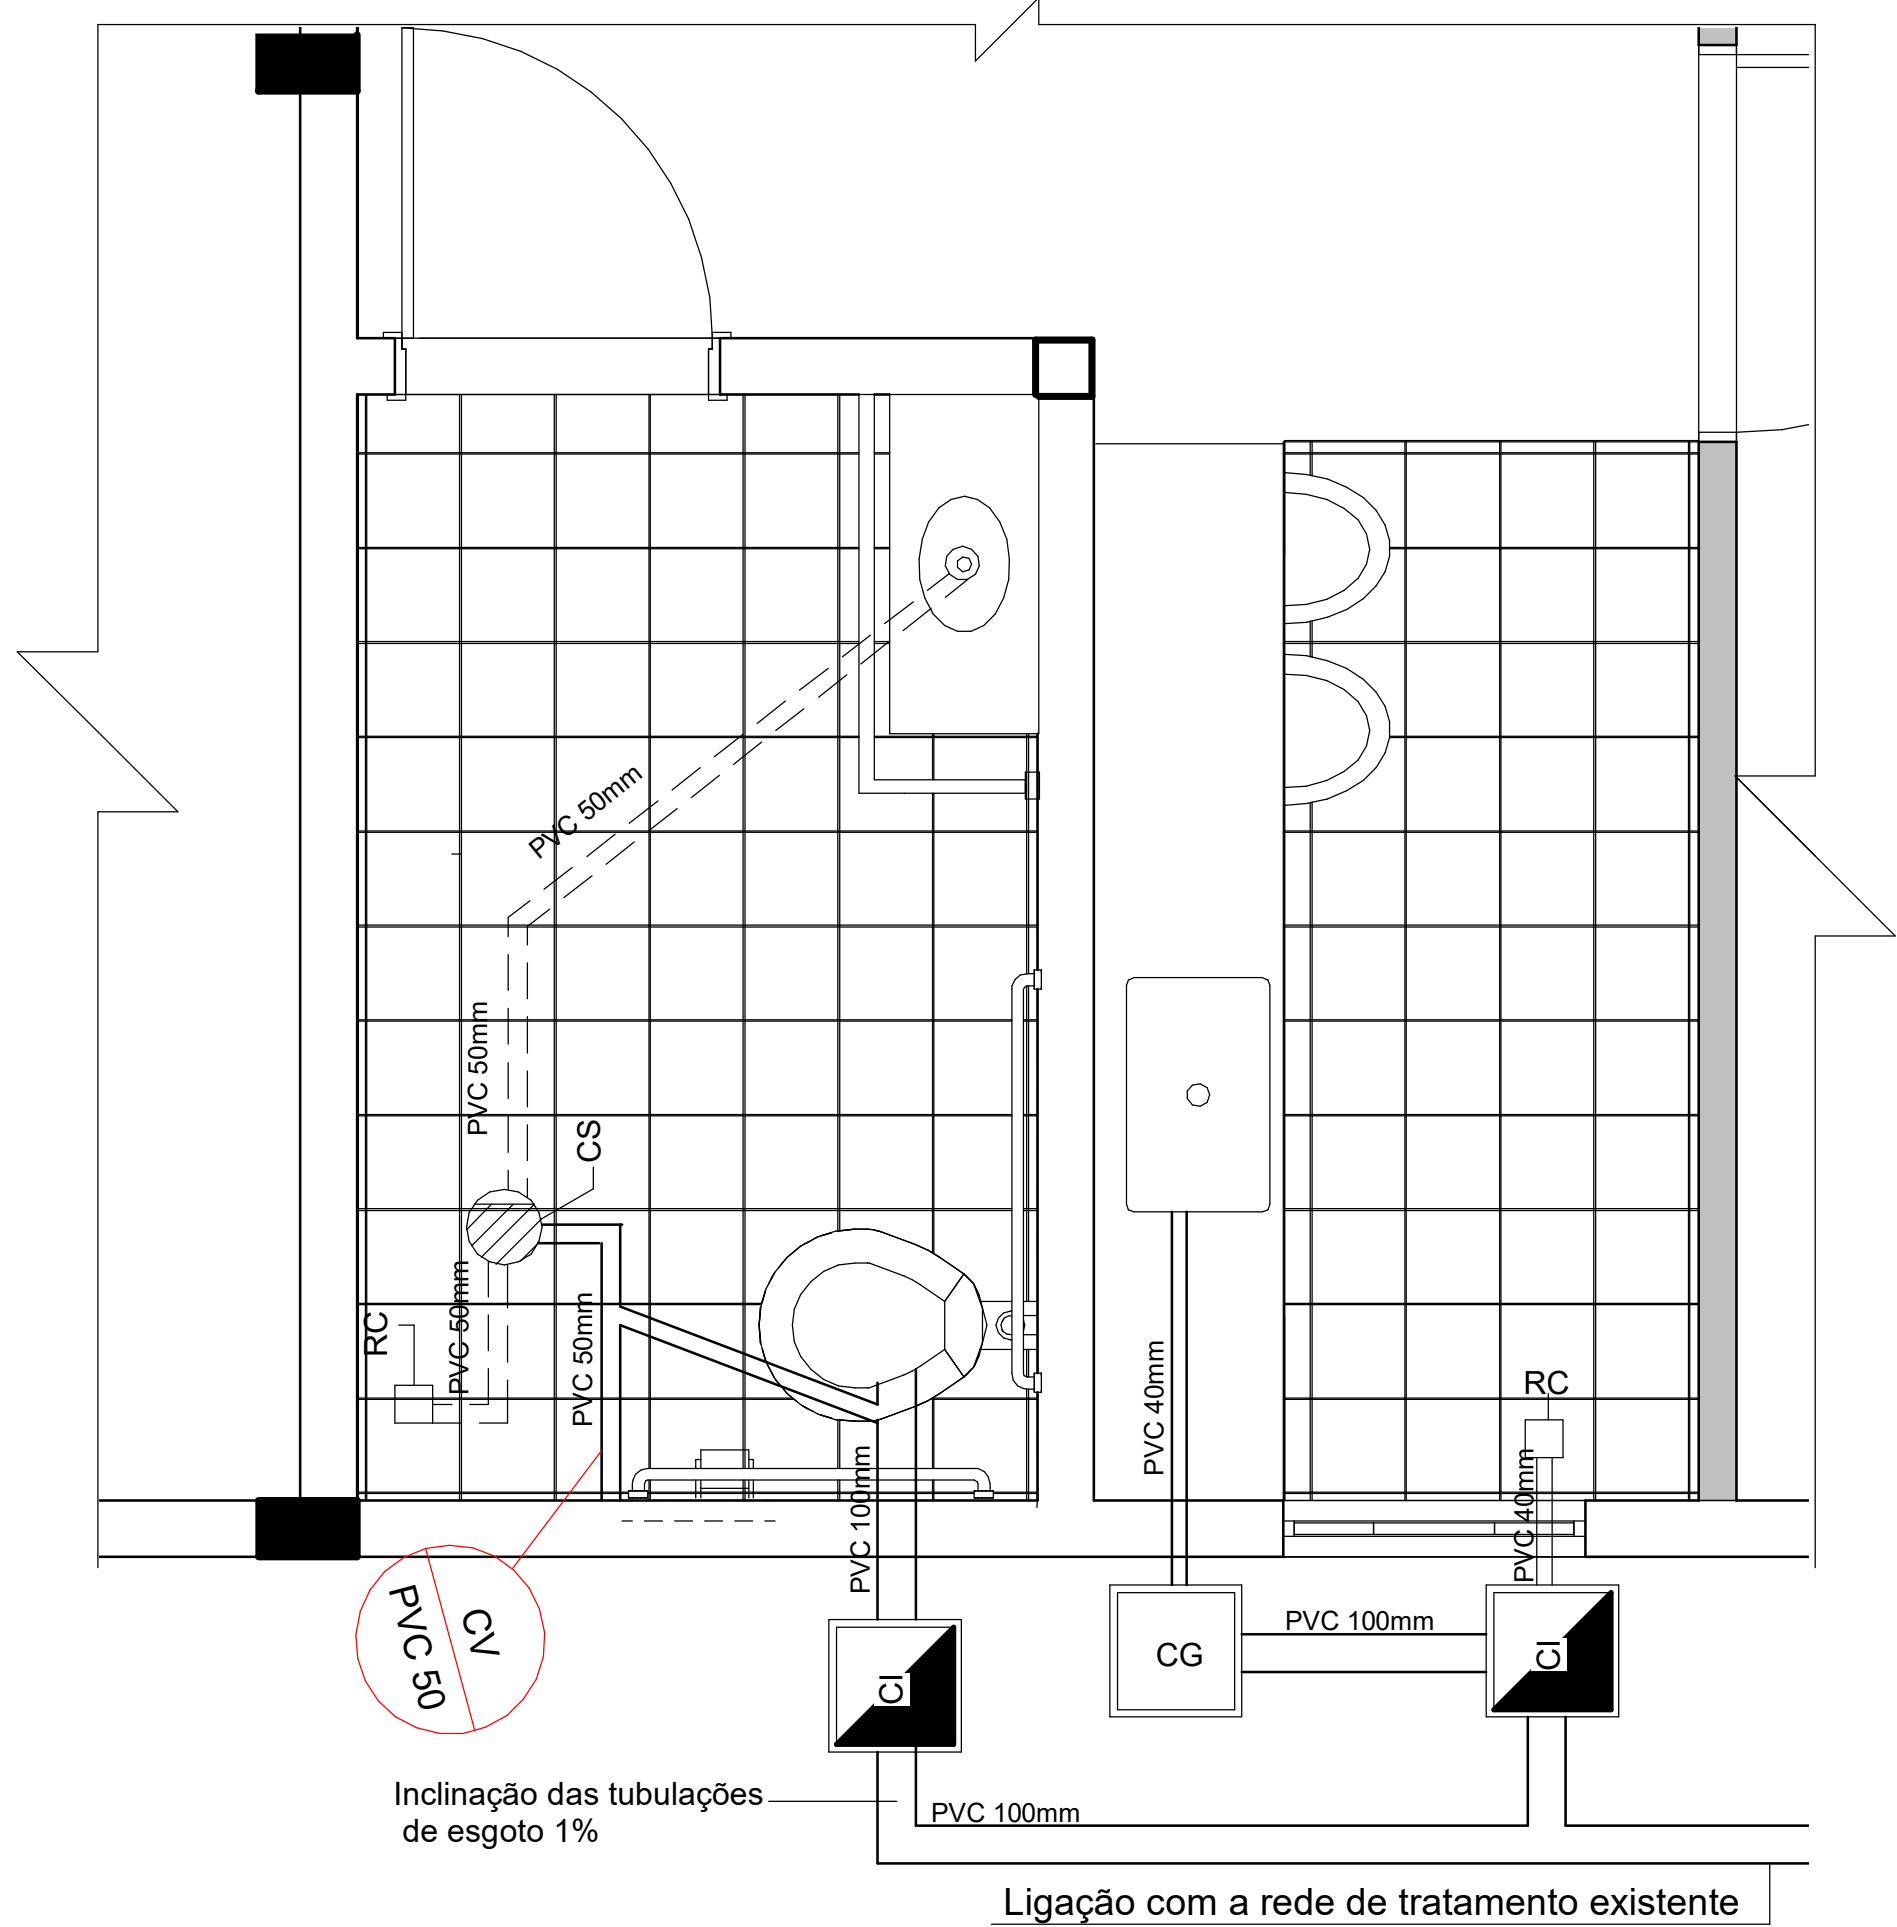 PVC 50mm
PVC 50mm
CS
PVC 50mm
RC
PVC 50mm
PVC 40mm
RC
PVC 100mm
PVC 40mm
CV
PVC 50
CI
CG
PVC 100mm
CI
Inclinação das tubulações
de esgoto 1%
PVC 100mm
Ligação com a rede de tratamento existente